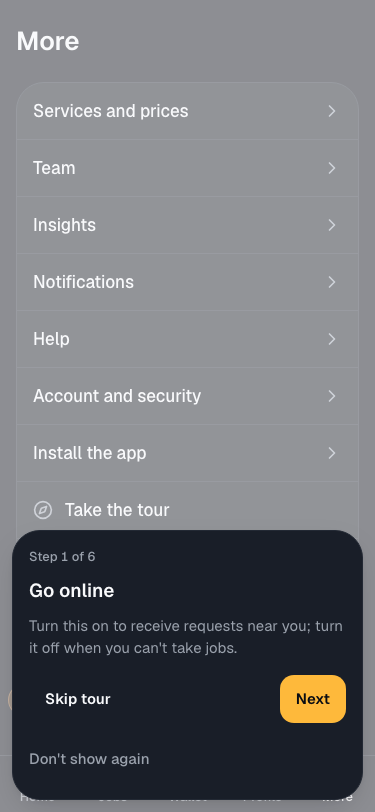 More
Services and prices
Team
Insights
Notifications
Help
Account and security
Install the app
Take the tour
Step 1 of 6
Go online
Turn this on to receive requests near you; turn
it off when you can't take jobs.
Skip tour
Next
Don't show again